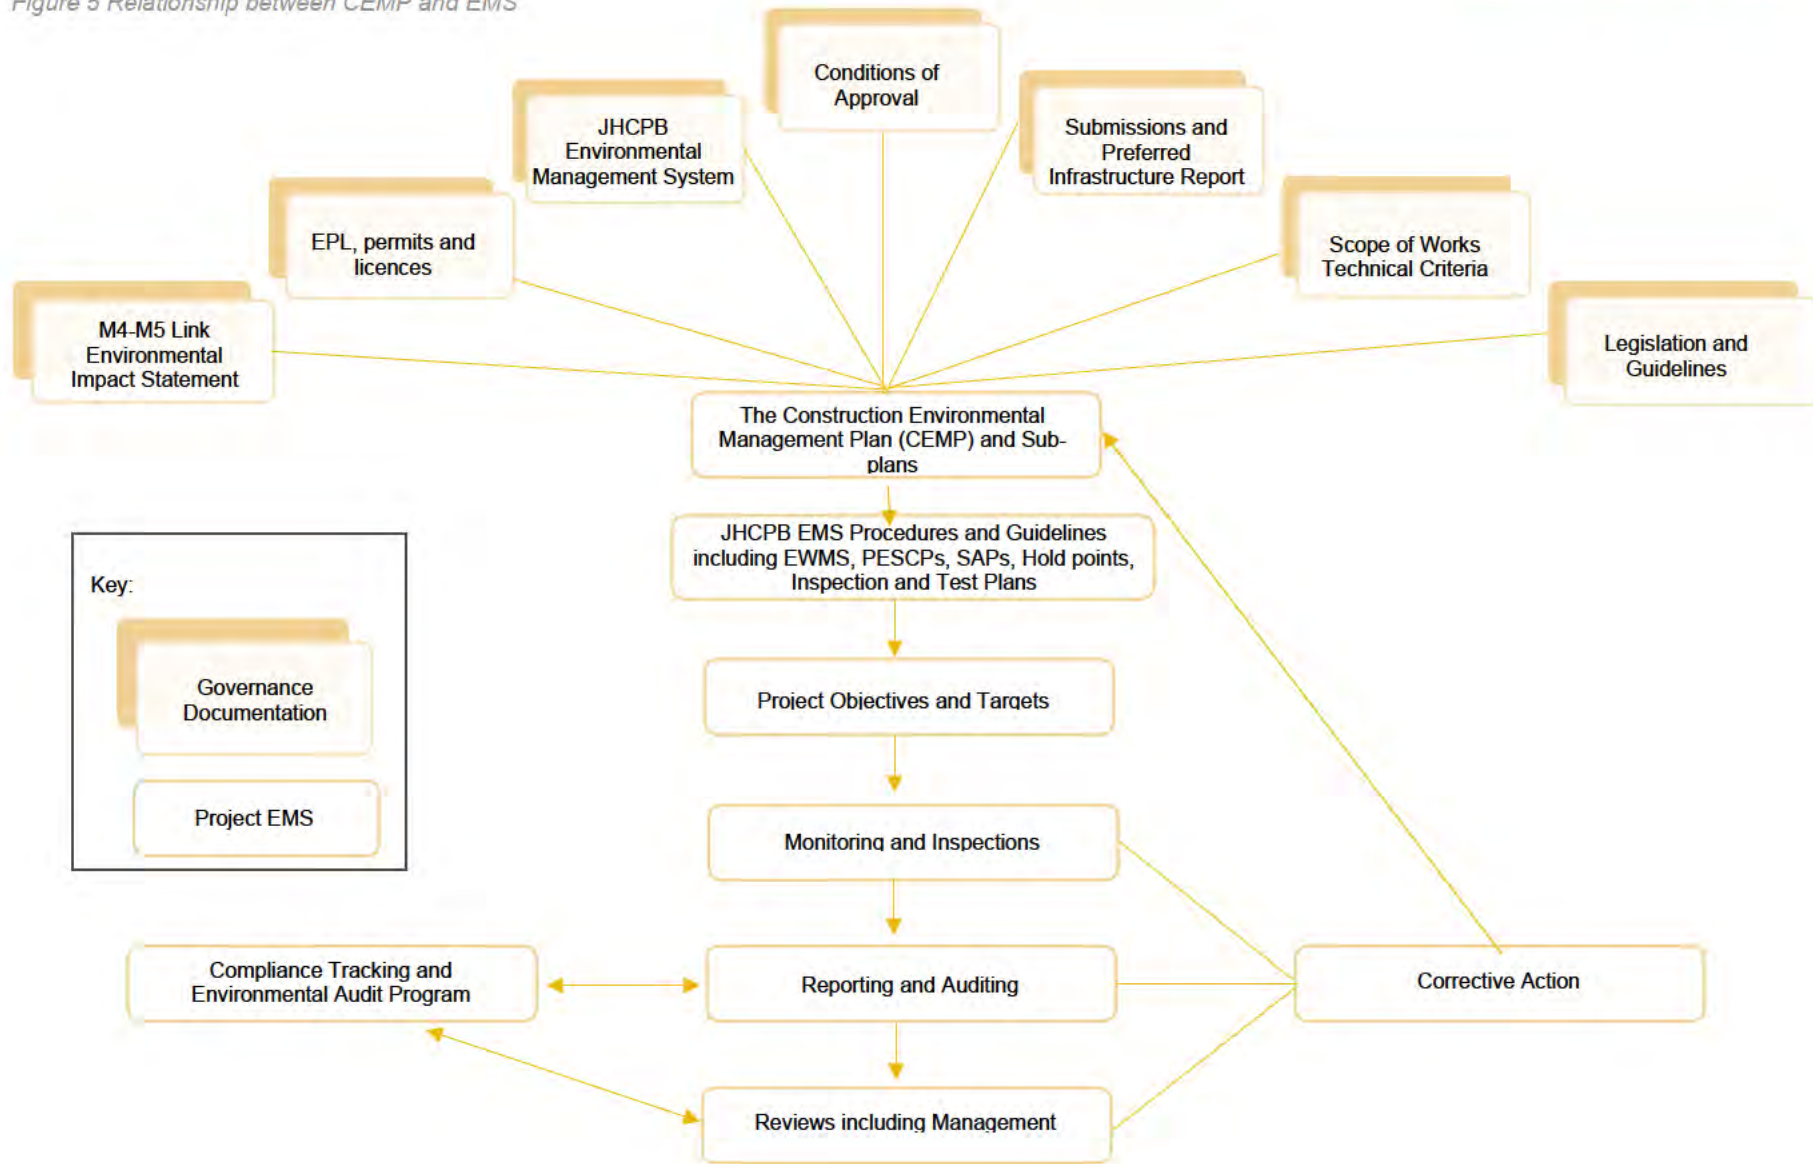 Figure 5 Relationship between CEMP and EMS
Conditions of
Approval
JHCPB
Environmental
Management System
Submissions and
Preferred
Infrastructure Report
EPL, permits and
licences
Scope of Works
Technical Criteria
M4-M5 Link
Environmental
Impact Statement
Legislation and
Guidelines
The Construction Environmental
Management Plan (CEMP) and Sub-
plans
JHCPB EMS Procedures and Guidelines
including EWMS, PESCPs, SAPs, Hold points,
Inspection and Test Plans
Key:
Governance
Documentation
Project EMS
Project Objectives and Targets
Monitoring and Inspections
Compliance Tracking and
Environmental Audit Program
Reporting and Auditing
Corrective Action
Reviews including Management